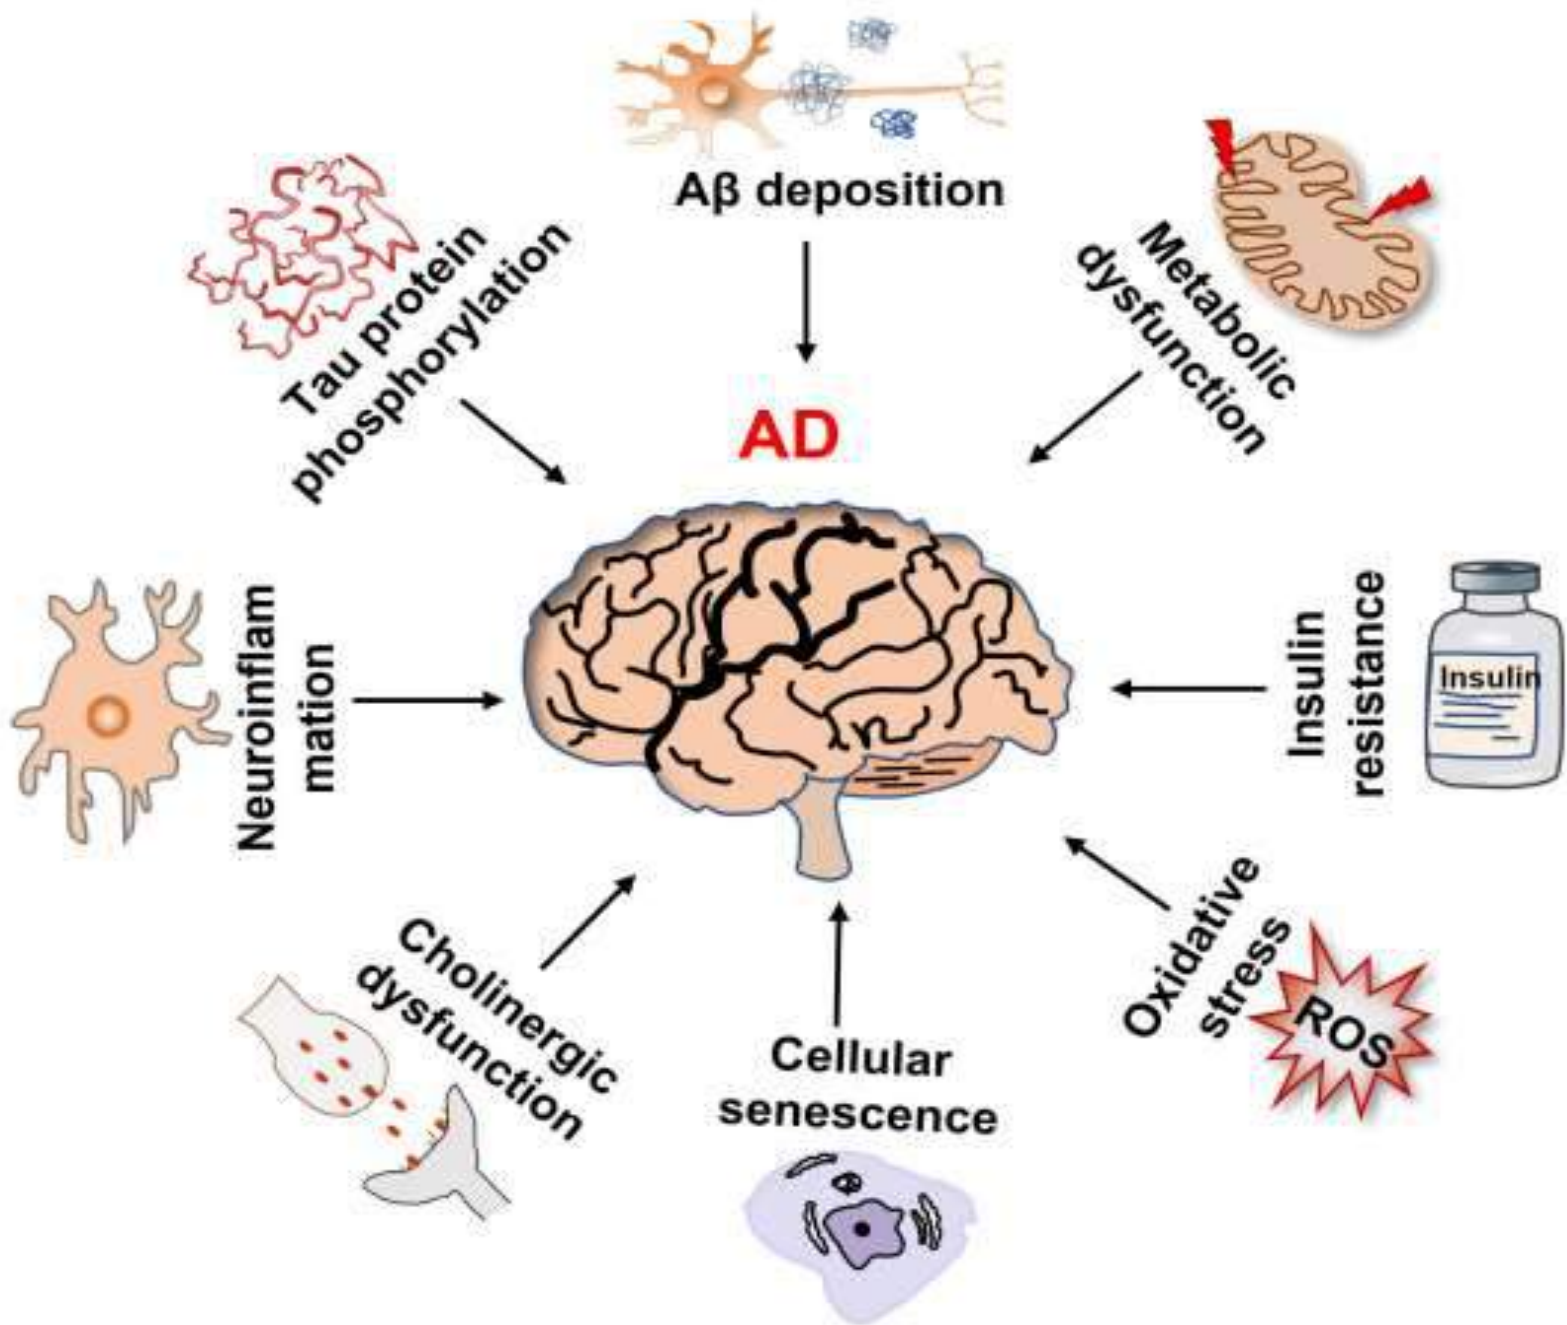 Aβ deposition
Tau protein
phosphorylation
Metabolic
dysfunction
AD
Neuroinflam
mation
Insulin
resistance
Insulin
Cholinergic
dysfunction
Oxidative
stress
ROS
Cellular
senescence